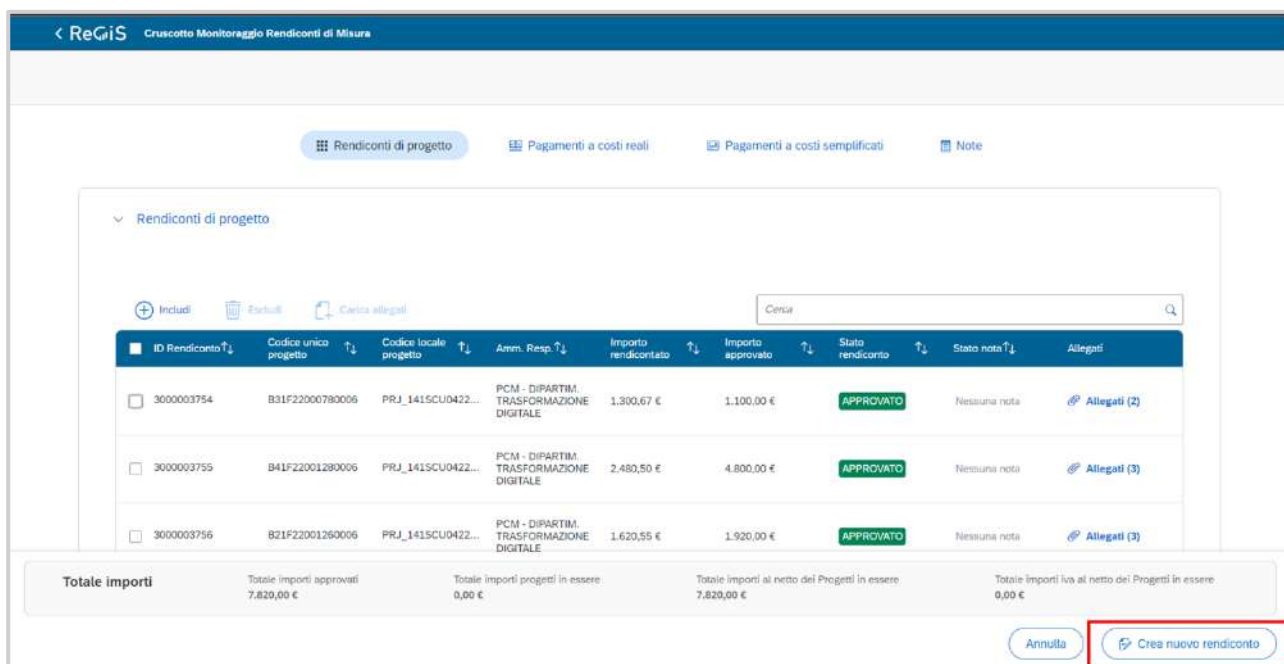 < ReGiS Cruscotto Monitoraggio Rendiconti di Misura
Rendiconti di progetto Pagamenti a costi reali Pagamenti a costi semplificati Note
Rendiconti di progetto
Includi Escludi Carica allegati Cerca
ID Rendiconto Codice unico progetto Codice locale progetto Amm. Resp. Importo rendicontato Importo approvato Stato rendiconto Stato nota Allegati
3000003754 B31F22000780006 PRJ_141SCU0422... PCM - DIPARTIM. TRASFORMAZIONE DIGITALE 1.300,67 € 1.100,00 € APPROVATO Nessuna nota Allegati (2)
3000003755 B41F22001280006 PRJ_141SCU0422... PCM - DIPARTIM. TRASFORMAZIONE DIGITALE 2.480,50 € 4.800,00 € APPROVATO Nessuna nota Allegati (3)
3000003756 B21F22001260006 PRJ_141SCU0422... PCM - DIPARTIM. TRASFORMAZIONE DIGITALE 1.620,55 € 1.920,00 € APPROVATO Nessuna nota Allegati (3)
Totale importi Totale importi approvati Totale importi progetti in essere Totale importi al netto dei Progetti in essere Totale importi iva al netto dei Progetti in essere
7.820,00 € 0,00 € 7.820,00 € 0,00 €
Annulla Crea nuovo rendiconto